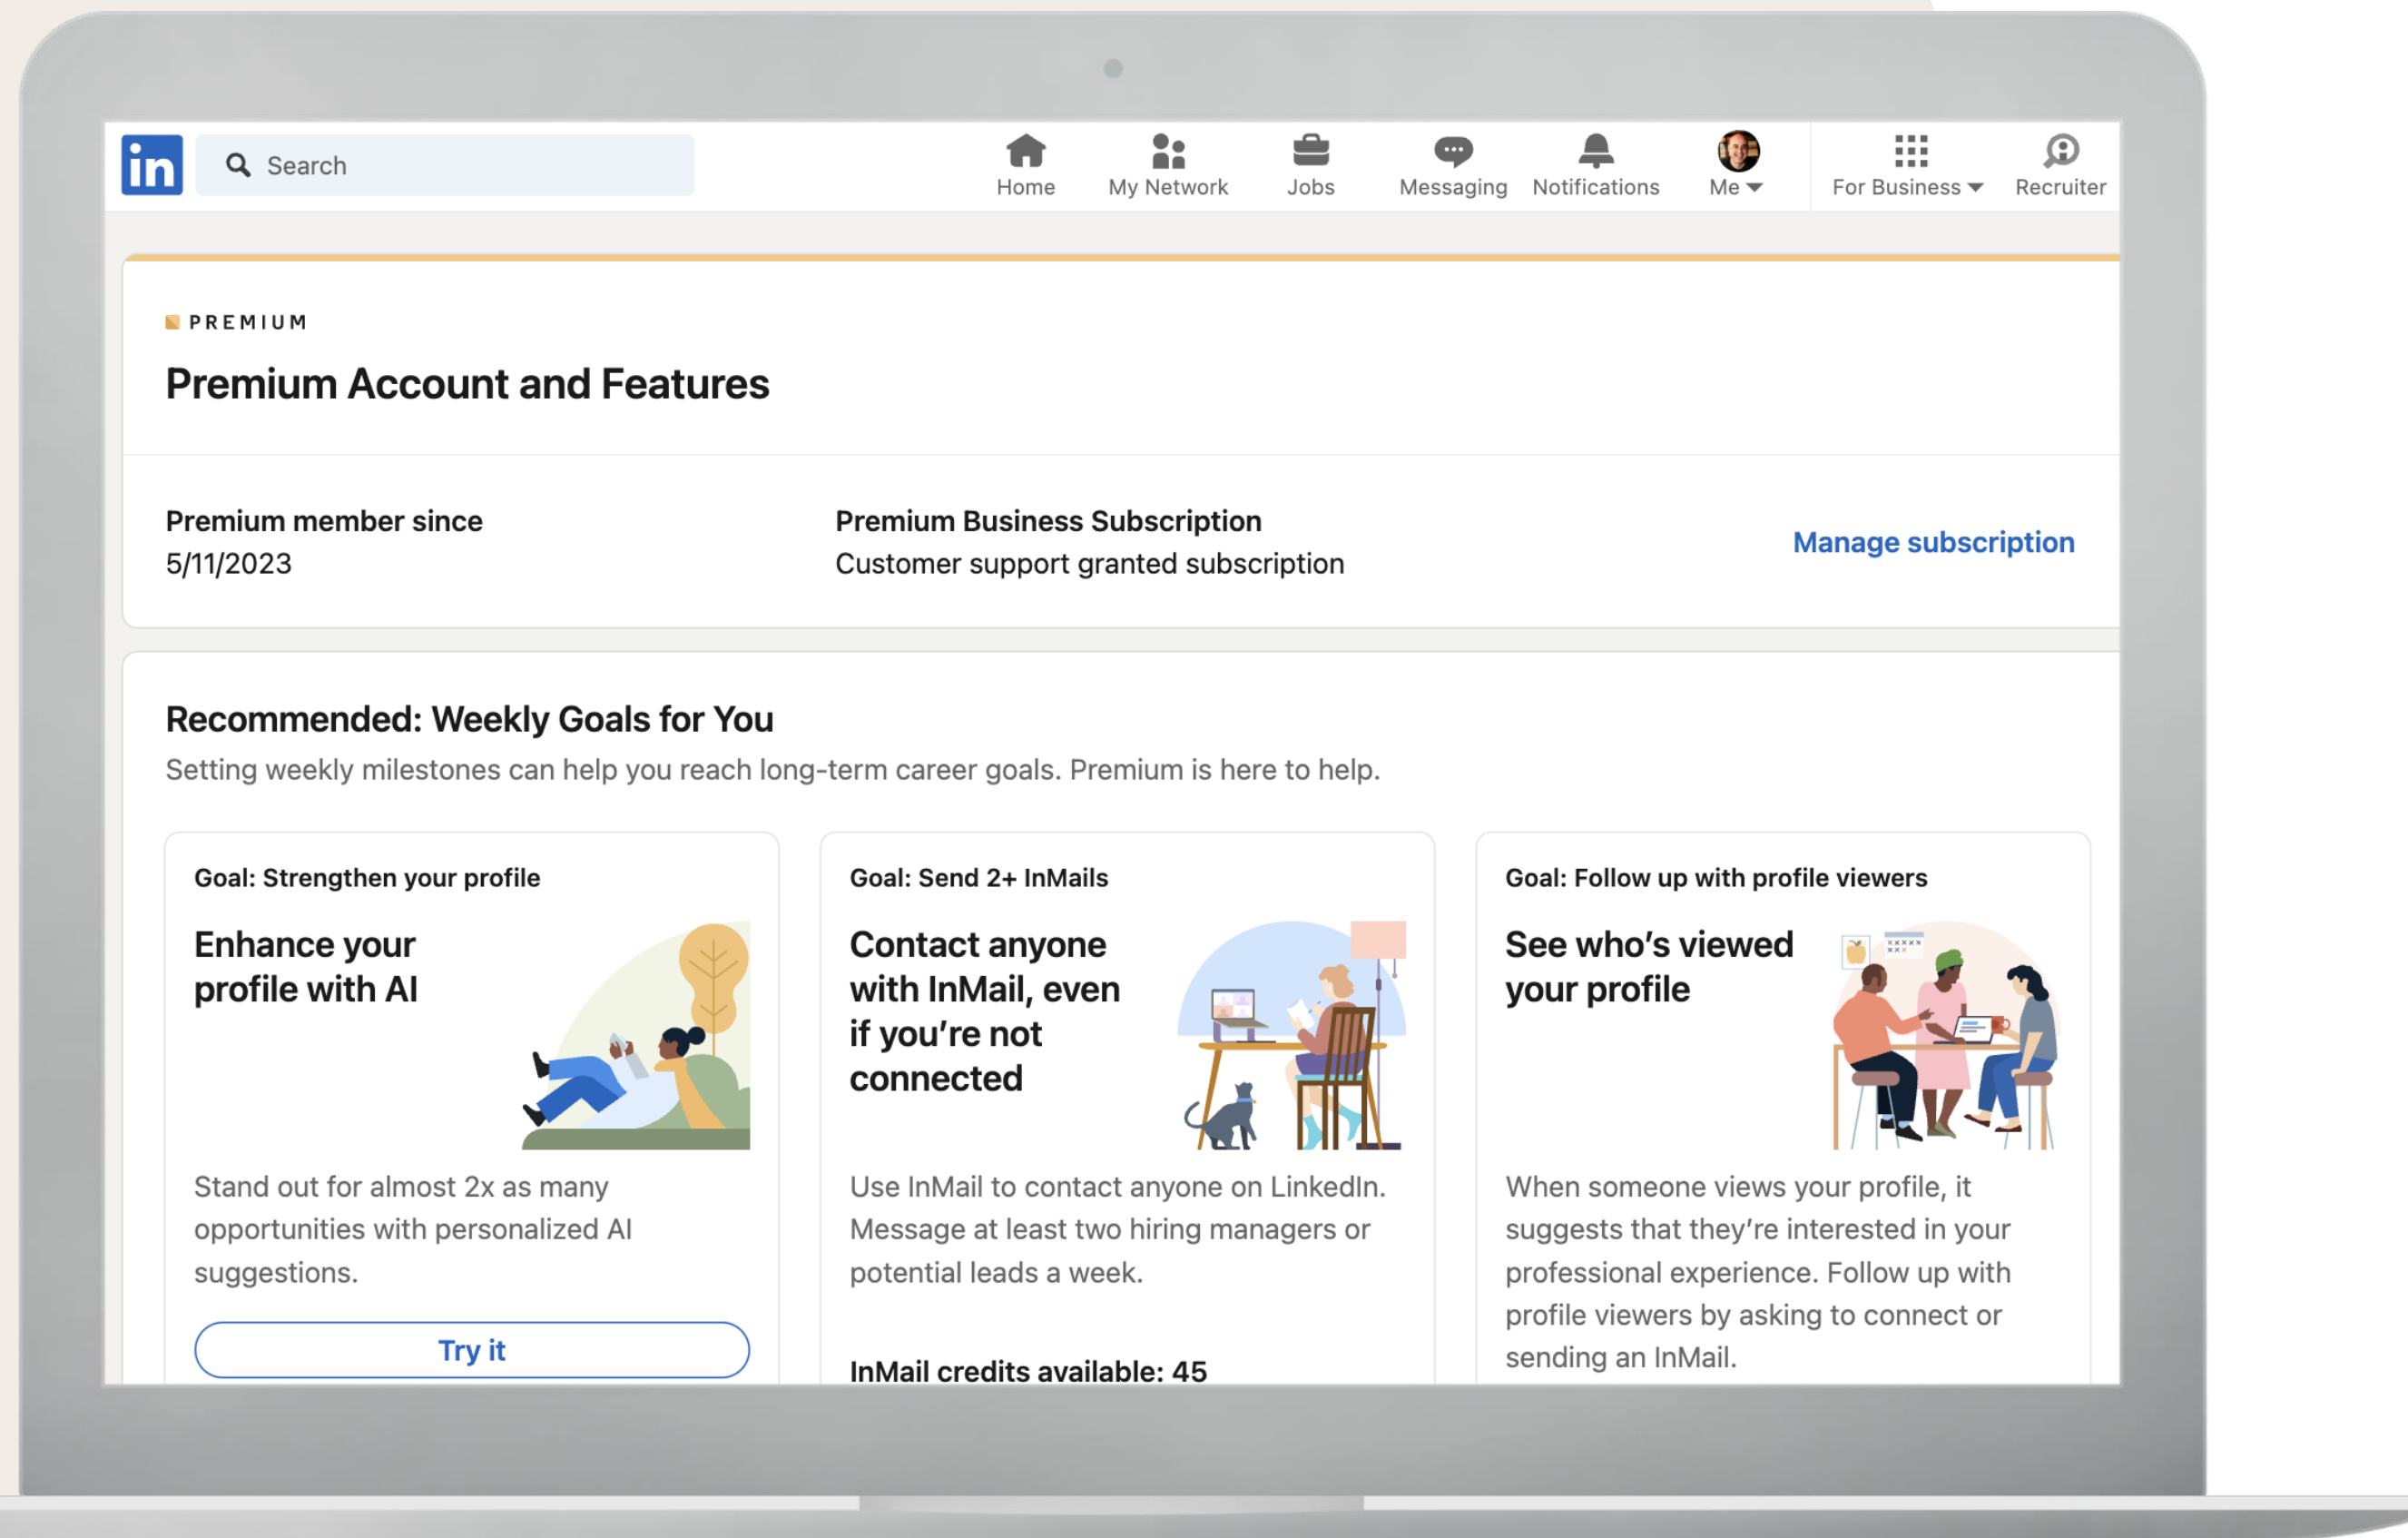 in
Search
Home
My Network
Jobs
Messaging
Notifications
Me
For Business
Recruiter
PREMIUM
Premium Account and Features
Premium member since
5/11/2023
Premium Business Subscription
Customer support granted subscription
Manage subscription
Recommended: Weekly Goals for You
Setting weekly milestones can help you reach long-term career goals. Premium is here to help.
Goal: Strengthen your profile
Enhance your
profile with AI
Stand out for almost 2x as many
opportunities with personalized AI
suggestions.
Try it
Goal: Send 2+ InMails
Contact anyone
with InMail, even
if you’re not
connected
Use InMail to contact anyone on LinkedIn.
Message at least two hiring managers or
potential leads a week.
InMail credits available: 45
Goal: Follow up with profile viewers
See who’s viewed
your profile
When someone views your profile, it
suggests that they’re interested in your
professional experience. Follow up with
profile viewers by asking to connect or
sending an InMail.